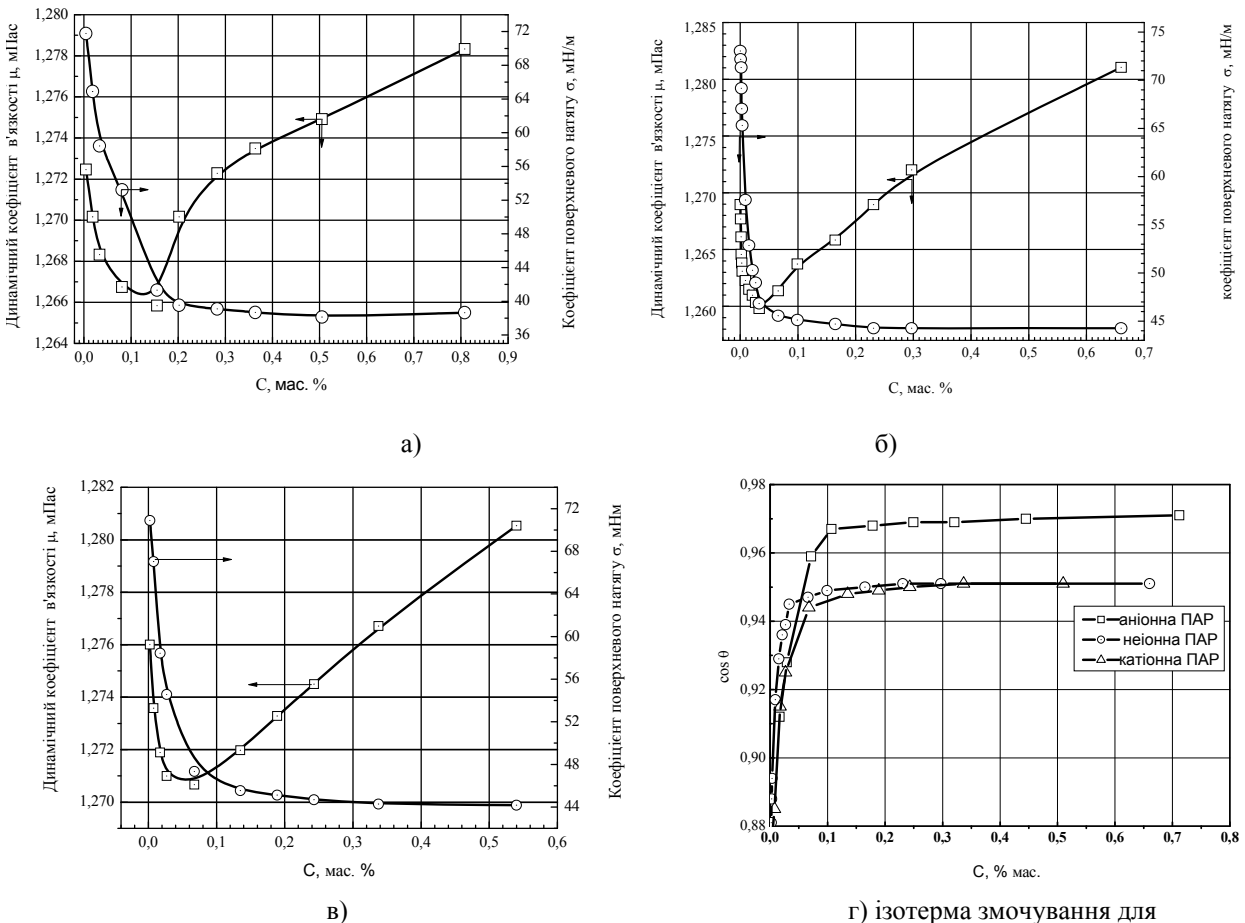 1,280
1,278
1,276
1,274
1,272
1,270
1,268
1,266
1,264
Динамічний коефіцієнт в'язкості μ, мПас
72
68
64
60
56
52
48
44
40
36
Коефіцієнт поверхневого натягу σ, мН/м
0,0 0,1 0,2 0,3 0,4 0,5 0,6 0,7 0,8 0,9
С, мас. %
а)
1,285
1,280
1,275
1,270
1,265
1,260
Динамічний коефіцієнт в'язкості μ, мПас
75
70
65
60
55
50
45
коефіцієнт поверхневого натягу σ, мН/м
0,0 0,1 0,2 0,3 0,4 0,5 0,6 0,7
С, мас. %
б)
1,282
1,280
1,278
1,276
1,274
1,272
1,270
Динамічний коефіцієнт в'язкості μ, мПас
72
68
64
60
56
52
48
44
Коефіцієнт поверхневого натягу σ, мНм
0,0 0,1 0,2 0,3 0,4 0,5 0,6
С, мас. %
в)
0,98
0,96
0,94
0,92
0,90
0,88
cos θ
аніонна ПАР
неіонна ПАР
катіонна ПАР
0,0 0,1 0,2 0,3 0,4 0,5 0,6 0,7 0,8
С, % мас.
г) ізотерма змочування для